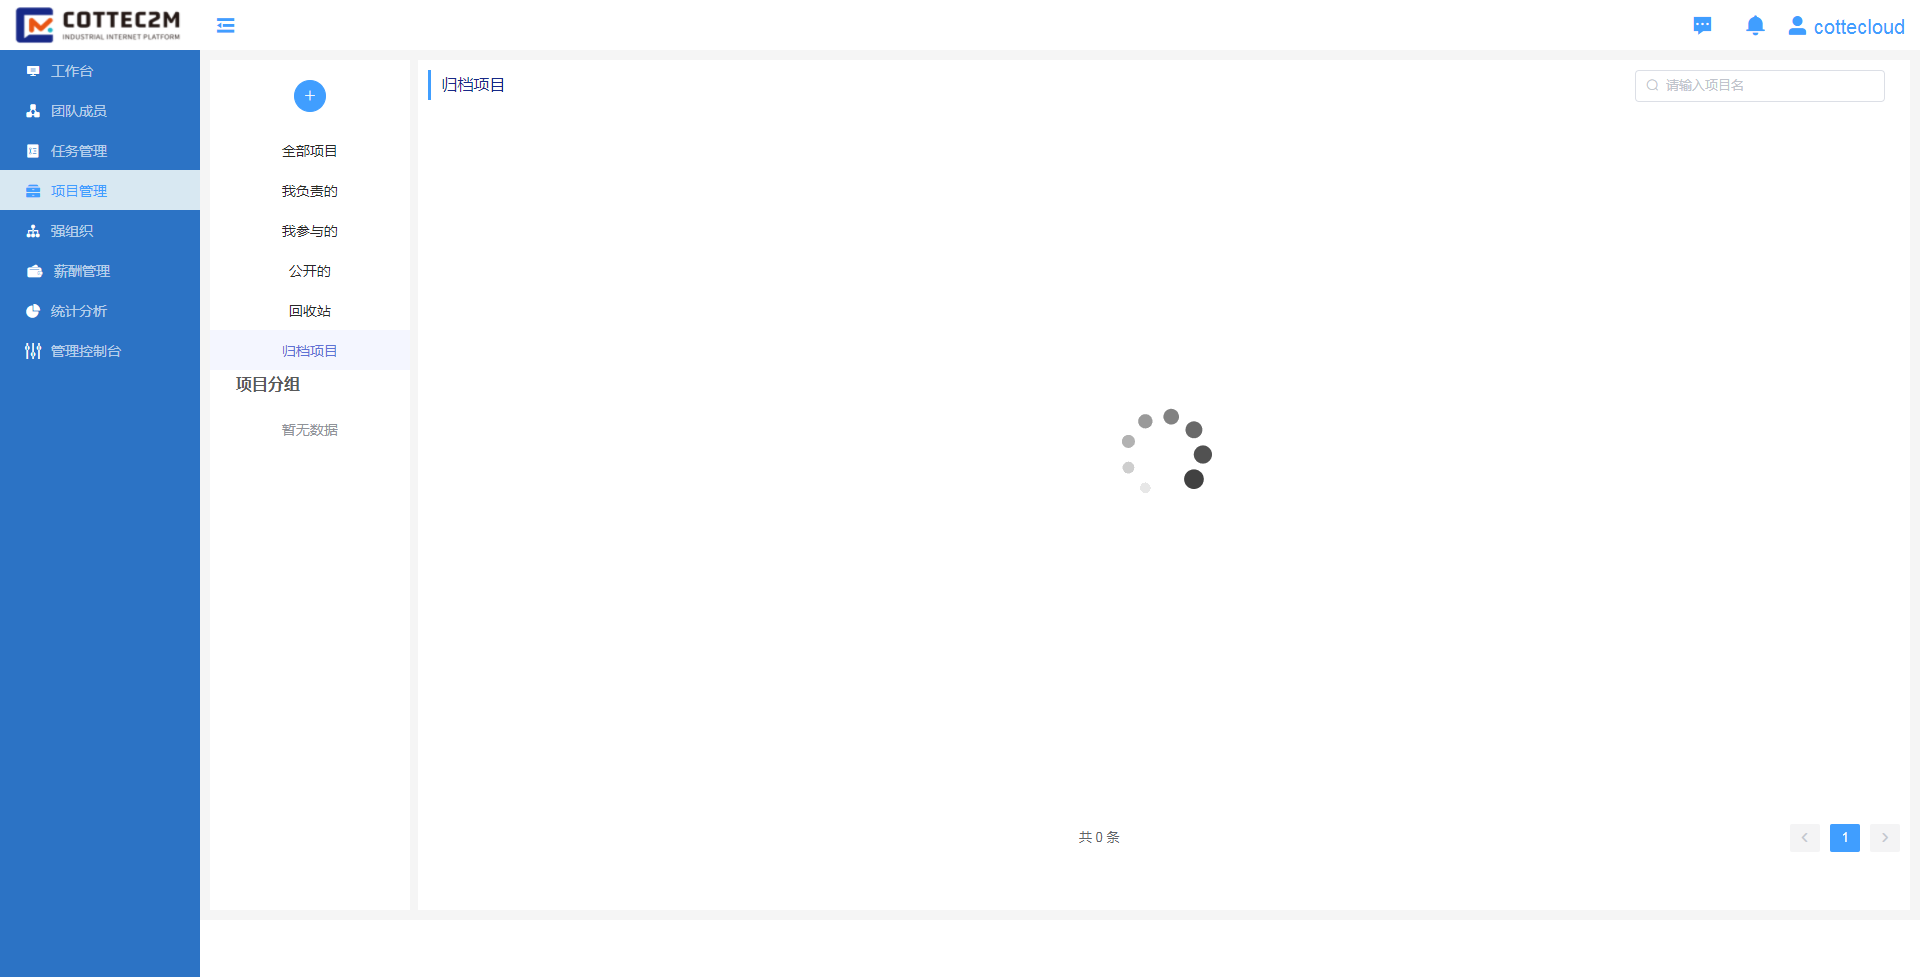 COTTEC2M
INDUSTRIAL INTERNET PLATFORM
cottecloud
工作台
团队成员
任务管理
项目管理
强组织
薪酬管理
统计分析
管理控制台
+
全部项目
我负责的
我参与的
公开的
回收站
归档项目
项目分组
暂无数据
归档项目
请输入项目名
共 0 条
1